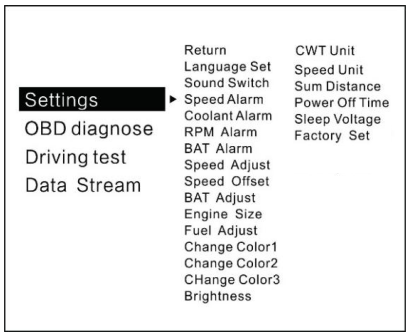 Settings
OBD diagnose
Driving test
Data Stream
Return
Language Set
Sound Switch
Speed Alarm
Coolant Alarm
RPM Alarm
BAT Alarm
Speed Adjust
Speed Offset
BAT Adjust
Engine Size
Fuel Adjust
Change Color1
Change Color2
CHange Color3
Brightness
CWT Unit
Speed Unit
Sum Distance
Power Off Time
Sleep Voltage
Factory Set